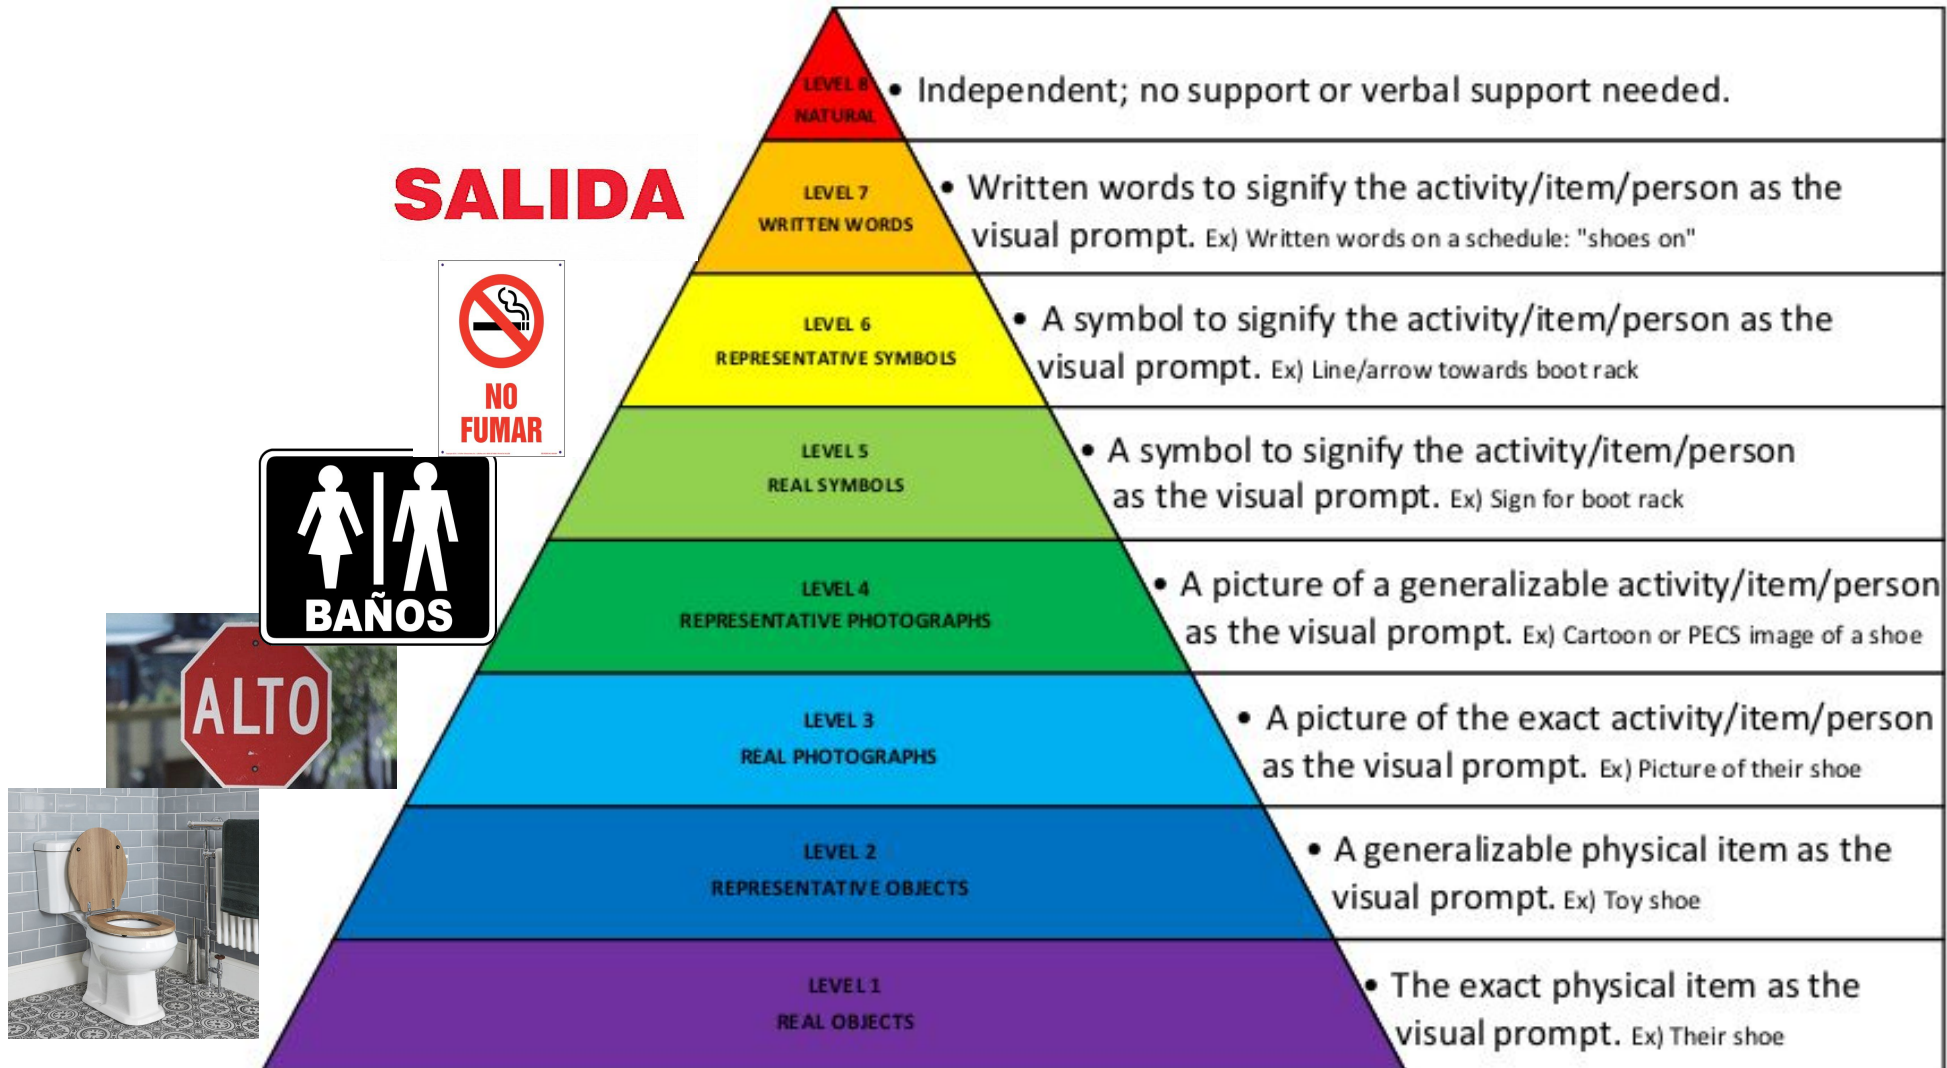 LEVEL 8
NATURAL
• Independent; no support or verbal support needed.
SALIDA
LEVEL 7
WRITTEN WORDS
• Written words to signify the activity/item/person as the
visual prompt. Ex) Written words on a schedule: "shoes on"
NO
FUMAR
LEVEL 6
REPRESENTATIVE SYMBOLS
• A symbol to signify the activity/item/person as the
visual prompt. Ex) Line/arrow towards boot rack
BAÑOS
LEVEL 5
REAL SYMBOLS
• A symbol to signify the activity/item/person
as the visual prompt. Ex) Sign for boot rack
LEVEL 4
REPRESENTATIVE PHOTOGRAPHS
• A picture of a generalizable activity/item/person
as the visual prompt. Ex) Cartoon or PECS image of a shoe
ALTO
LEVEL 3
REAL PHOTOGRAPHS
• A picture of the exact activity/item/person
as the visual prompt. Ex) Picture of their shoe
LEVEL 2
REPRESENTATIVE OBJECTS
• A generalizable physical item as the
visual prompt. Ex) Toy shoe
LEVEL 1
REAL OBJECTS
• The exact physical item as the
visual prompt. Ex) Their shoe